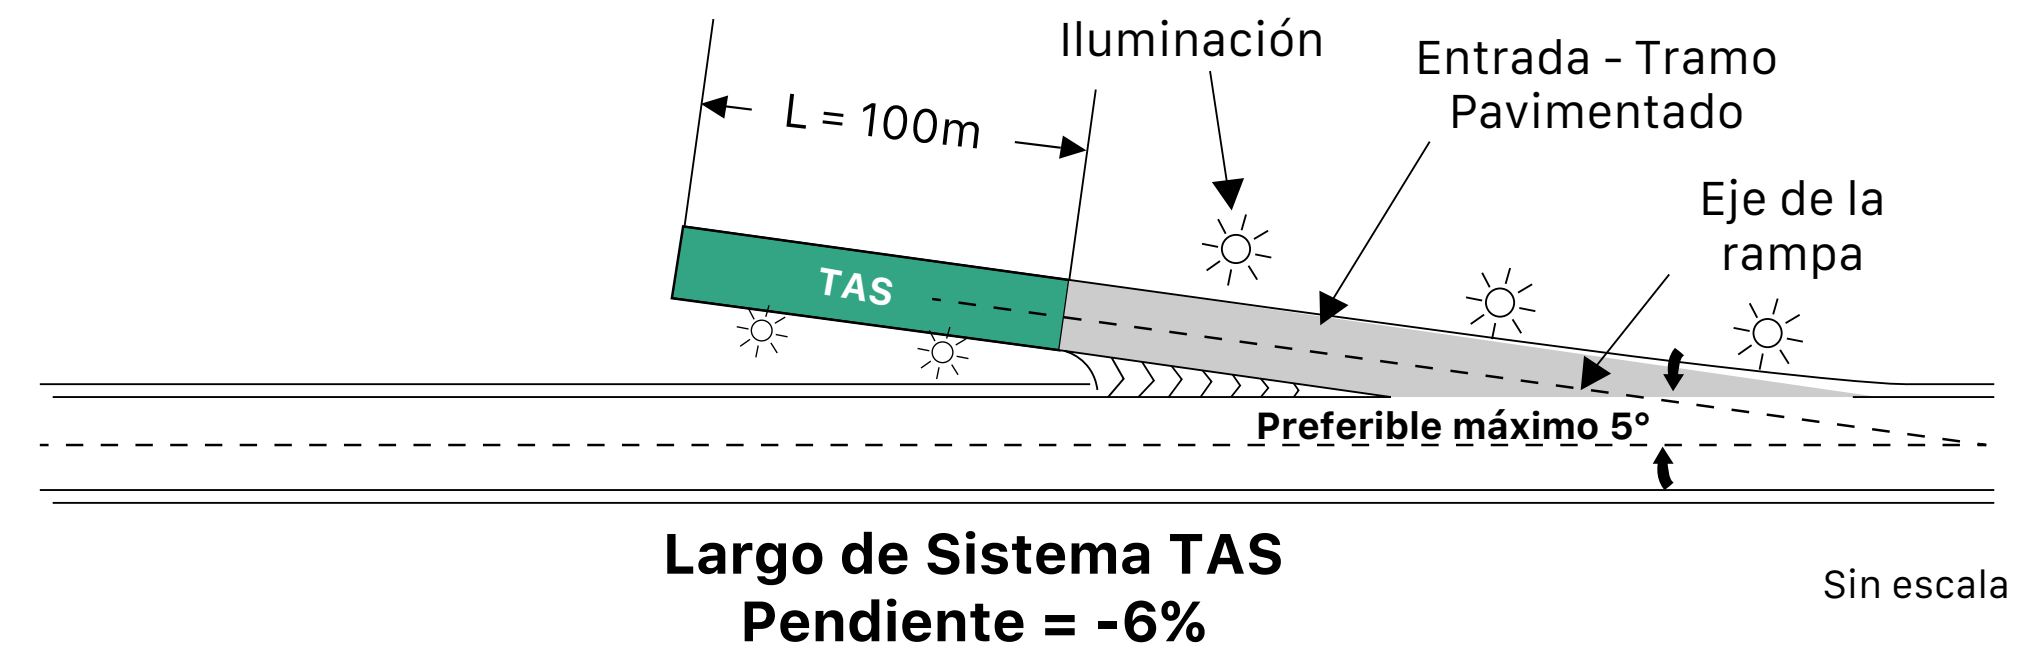 Iluminación
Entrada - Tramo
Pavimentado
L = 100m
Eje de la
rampa
TAS
Preferible máximo 5°
Largo de Sistema TAS
Pendiente = -6%
Sin escala